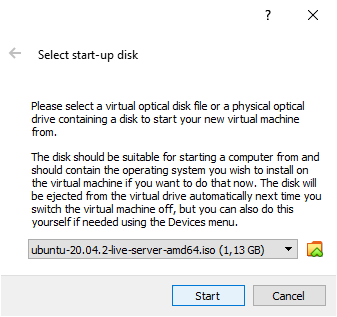 ?
Select start-up disk
Please select a virtual optical disk file or a physical optical
drive containing a disk to start your new virtual machine
from.
The disk should be suitable for starting a computer from and
should contain the operating system you wish to install on
the virtual machine if you want to do that now. The disk will
be ejected from the virtual drive automatically next time you
switch the virtual machine off, but you can also do this
yourself if needed using the Devices menu.
ubuntu-20.04.2-live-server-amd64.iso (1,13 GB)
Start Cancel